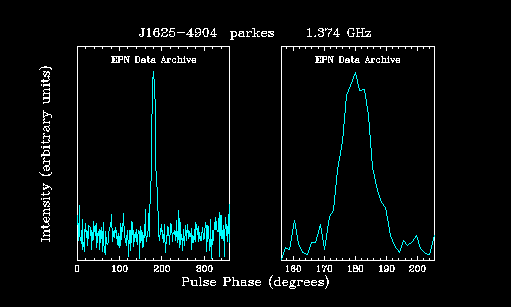 J1625-4904 parkes 1.374 GHz
EPN Data Archive EPN Data Archive
Intensity (arbitrary units)
0 100 200 300 160 170 180 190 200
Pulse Phase (degrees)